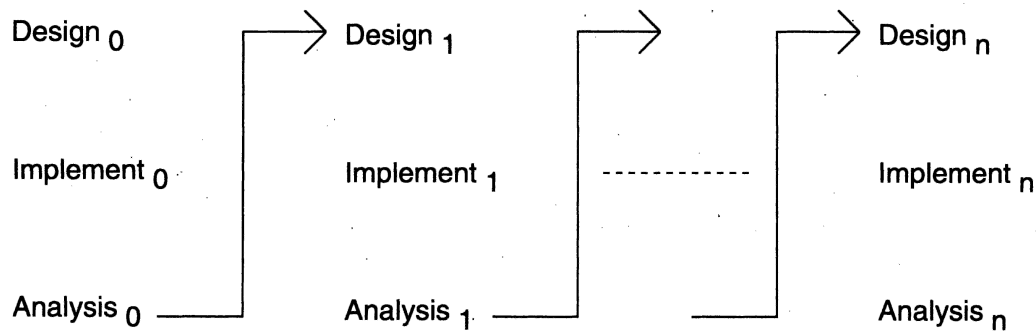 Design 0
Implement 0
Analysis 0
Design 1
Implement 1
Analysis 1
Design n
Implement n
Analysis n